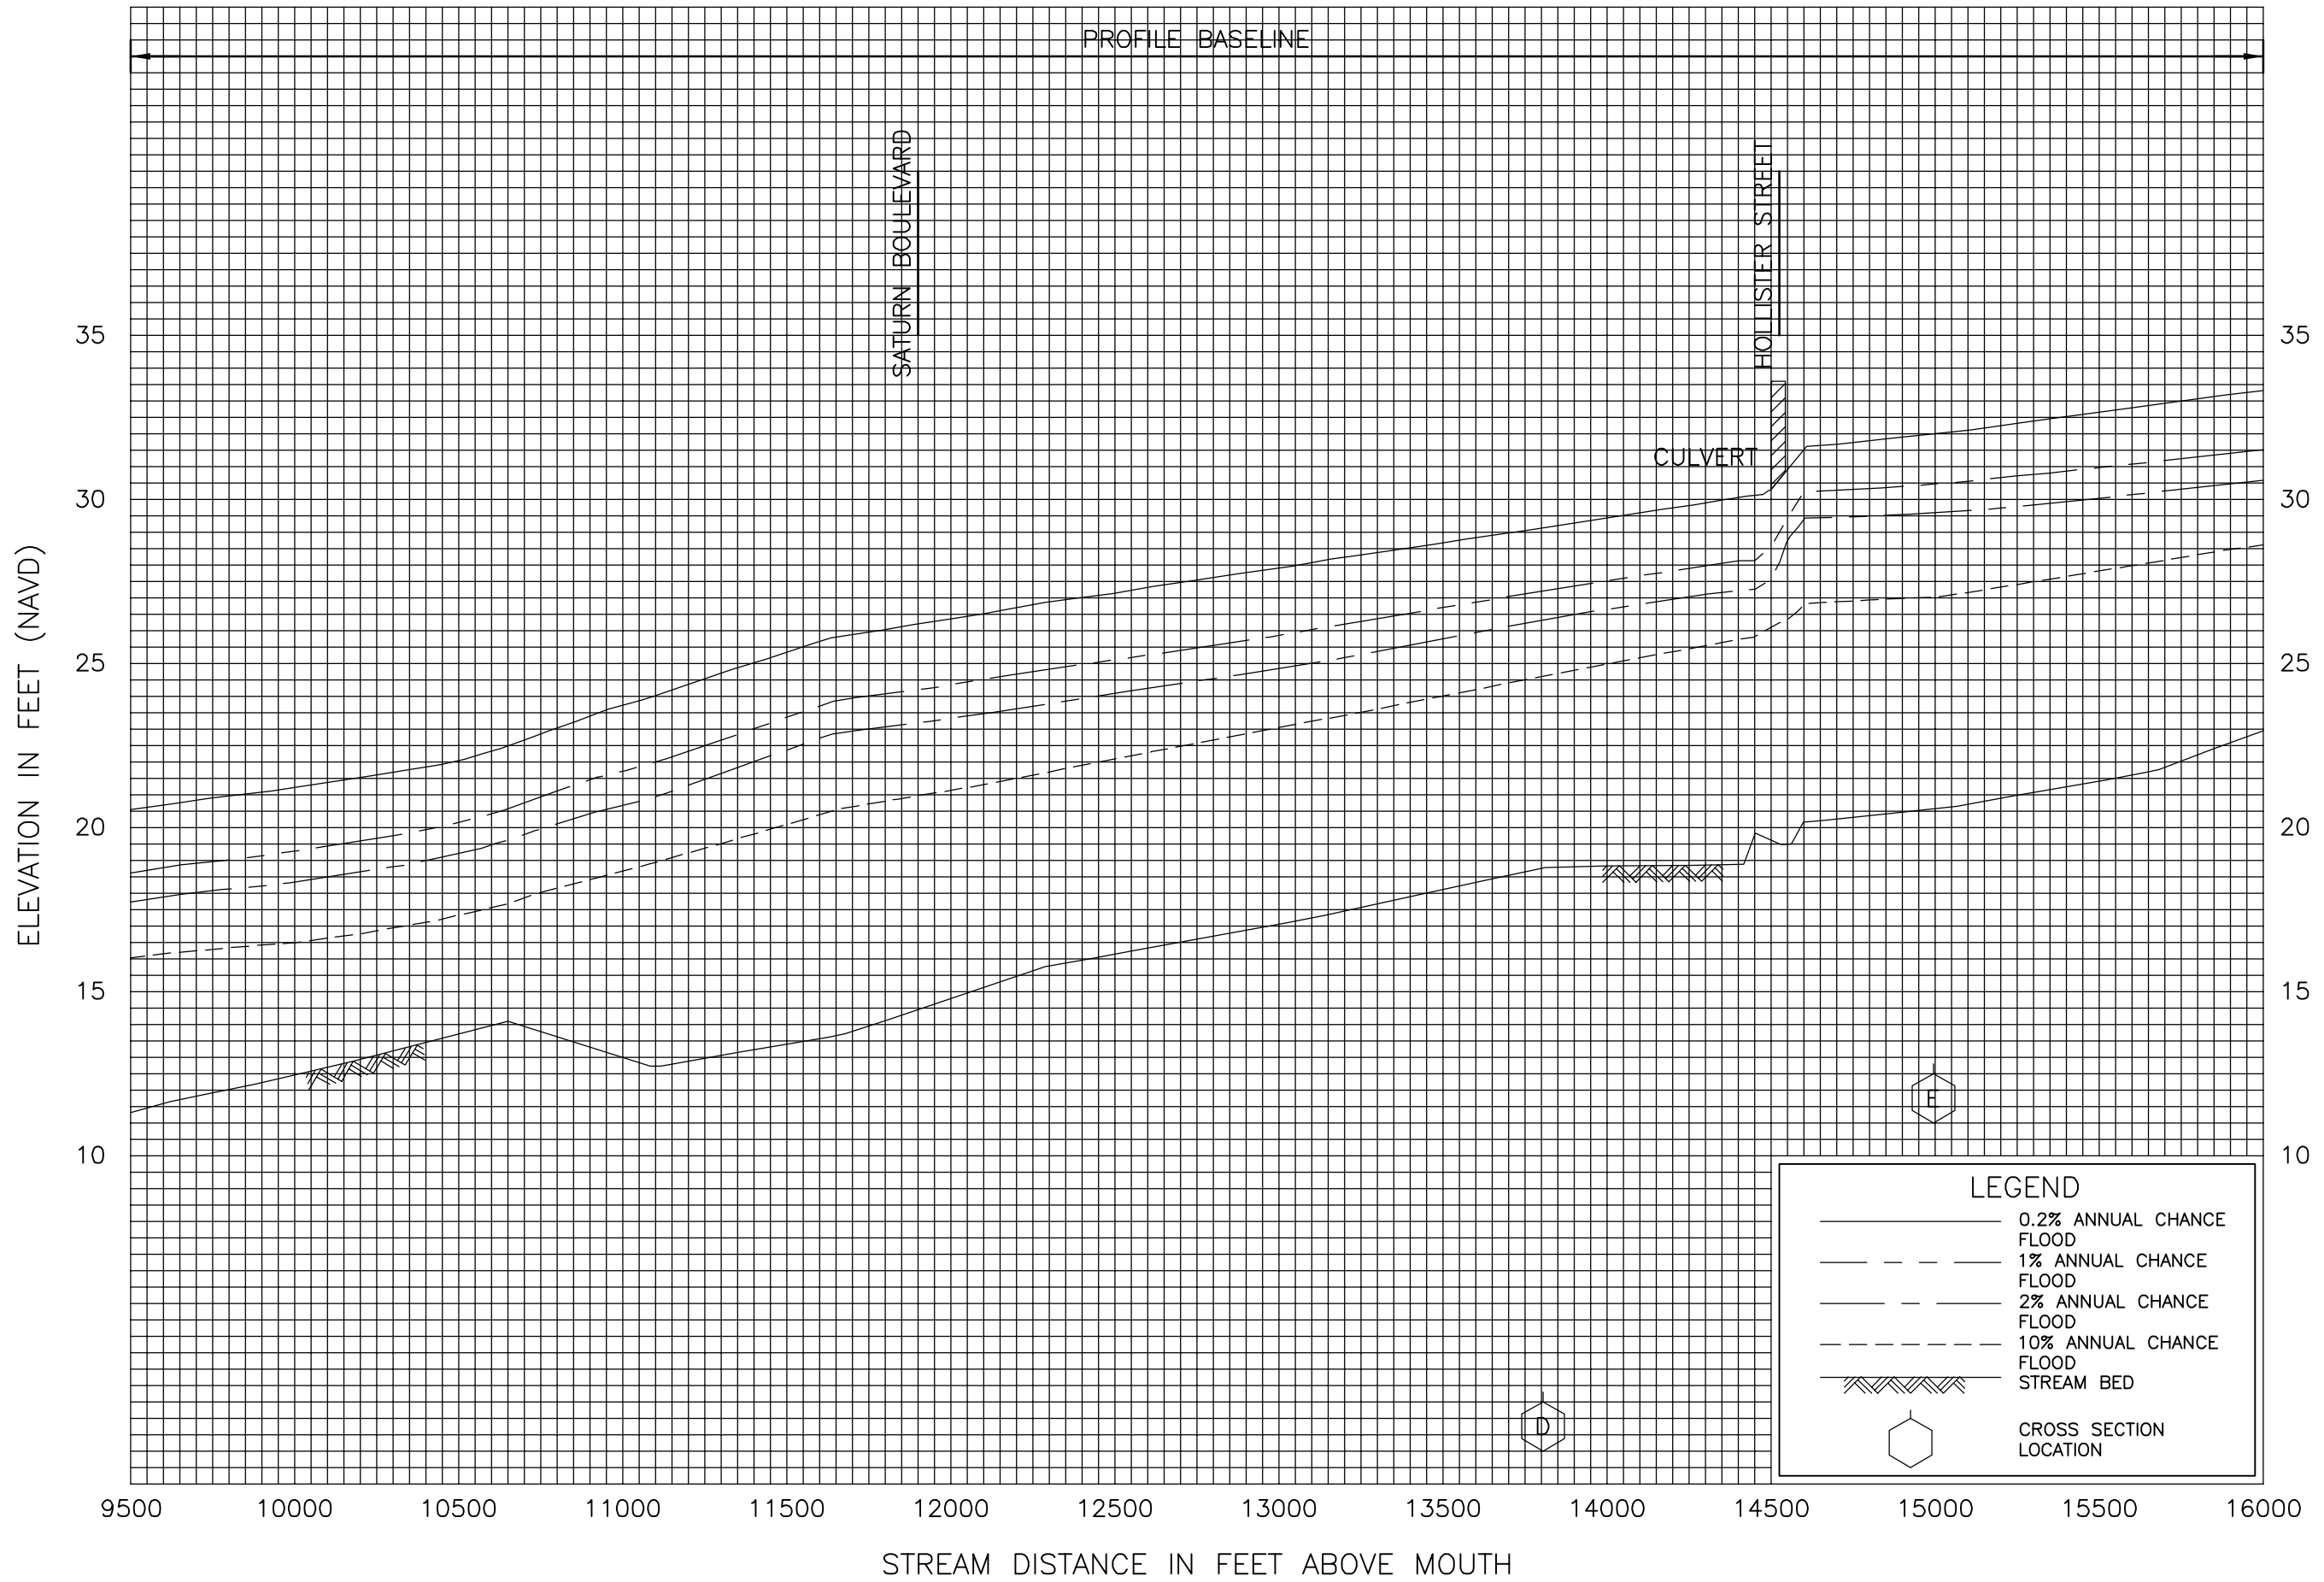 PROFILE BASELINE
SATURN BOULEVARD
HOLLISTER STREET
CULVERT
ELEVATION IN FEET (NAVD)
35
30
25
20
15
10
35
30
25
20
15
10
E
D
LEGEND
0.2% ANNUAL CHANCE
FLOOD
1% ANNUAL CHANCE
FLOOD
2% ANNUAL CHANCE
FLOOD
10% ANNUAL CHANCE
FLOOD
STREAM BED
CROSS SECTION
LOCATION
9500 10000 10500 11000 11500 12000 12500 13000 13500 14000 14500 15000 15500 16000
STREAM DISTANCE IN FEET ABOVE MOUTH